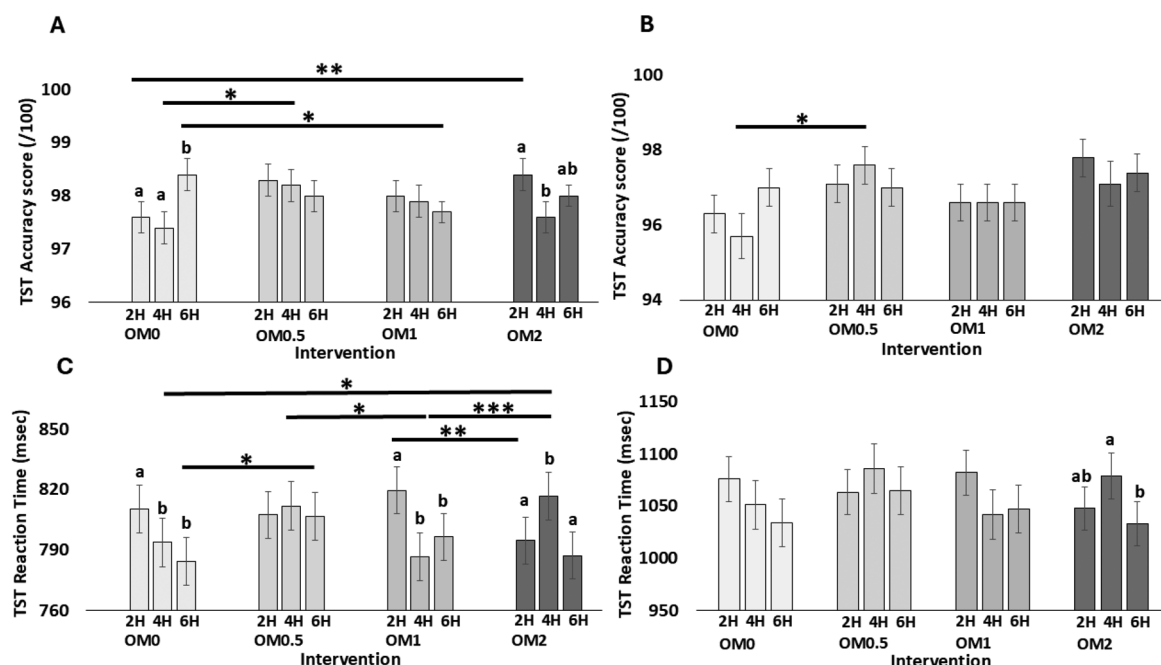 A
**
*
*
TST Accuracy score (/100)
100
99
98
97
96
a
a
b
a
b
ab
2H 4H 6H 2H 4H 6H 2H 4H 6H 2H 4H 6H
OM0 OM0.5 OM1 OM2
Intervention
B
*
TST Accuracy score (/100)
100
98
96
94
2H 4H 6H 2H 4H 6H 2H 4H 6H 2H 4H 6H
OM0 OM0.5 OM1 OM2
Intervention
C
*
*
***
**
*
TST Reaction Time (msec)
850
820
790
760
a
b
b
a
b
b
a
b
a
2H 4H 6H 2H 4H 6H 2H 4H 6H 2H 4H 6H
OM0 OM0.5 OM1 OM2
Intervention
D
TST Reaction Time (msec)
1150
1100
1050
1000
950
ab
a
b
2H 4H 6H 2H 4H 6H 2H 4H 6H 2H 4H 6H
OM0 OM0.5 OM1 OM2
Intervention